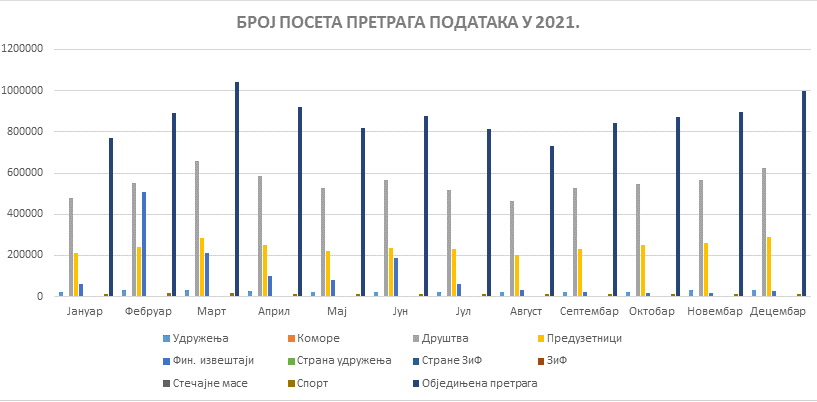 БРОЈ ПОСЕТА ПРЕТРАГА ПОДАТАКА У 2021.
1200000
1000000
800000
600000
400000
200000
0
Јануар Фебруар Март Април Мај Јун Јул Август Септембар Октобар Новембар Децембар
Удружења Коморе Друштва Предузетници
Фин. извештаји Страна удружења Стране ЗиФ ЗиФ
Стечајне масе Спорт Обједињена претрага